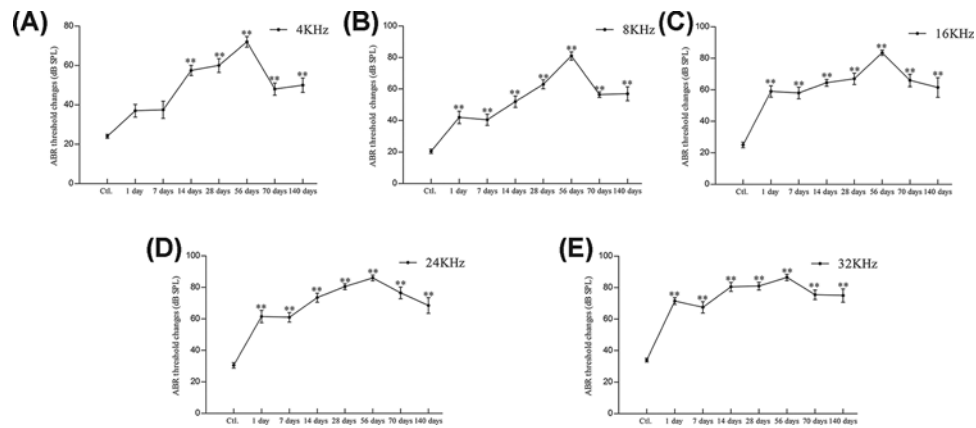 (A)
4KHz
ABR threshold changes (dB SPL)
80
60
40
20
0
** ** ** ** **
Ctl. 1 day 7 days 14 days 28 days 56 days 70 days 140 days
(B)
8KHz
ABR threshold changes (dB SPL)
100
80
60
40
20
0
** ** ** ** ** ** **
Ctl. 1 day 7 days 14 days 28 days 56 days 70 days 140 days
(C)
16KHz
ABR threshold changes (dB SPL)
100
80
60
40
20
0
** ** ** ** ** ** **
Ctl. 1 day 7 days 14 days 28 days 56 days 70 days 140 days
(D)
24KHz
ABR threshold changes (dB SPL)
100
80
60
40
20
0
** ** ** ** ** ** **
Ctl. 1 day 7 days 14 days 28 days 56 days 70 days 140 days
(E)
32KHz
ABR threshold changes (dB SPL)
100
80
60
40
20
0
** ** ** ** ** ** **
Ctl. 1 day 7 days 14 days 28 days 56 days 70 days 140 days